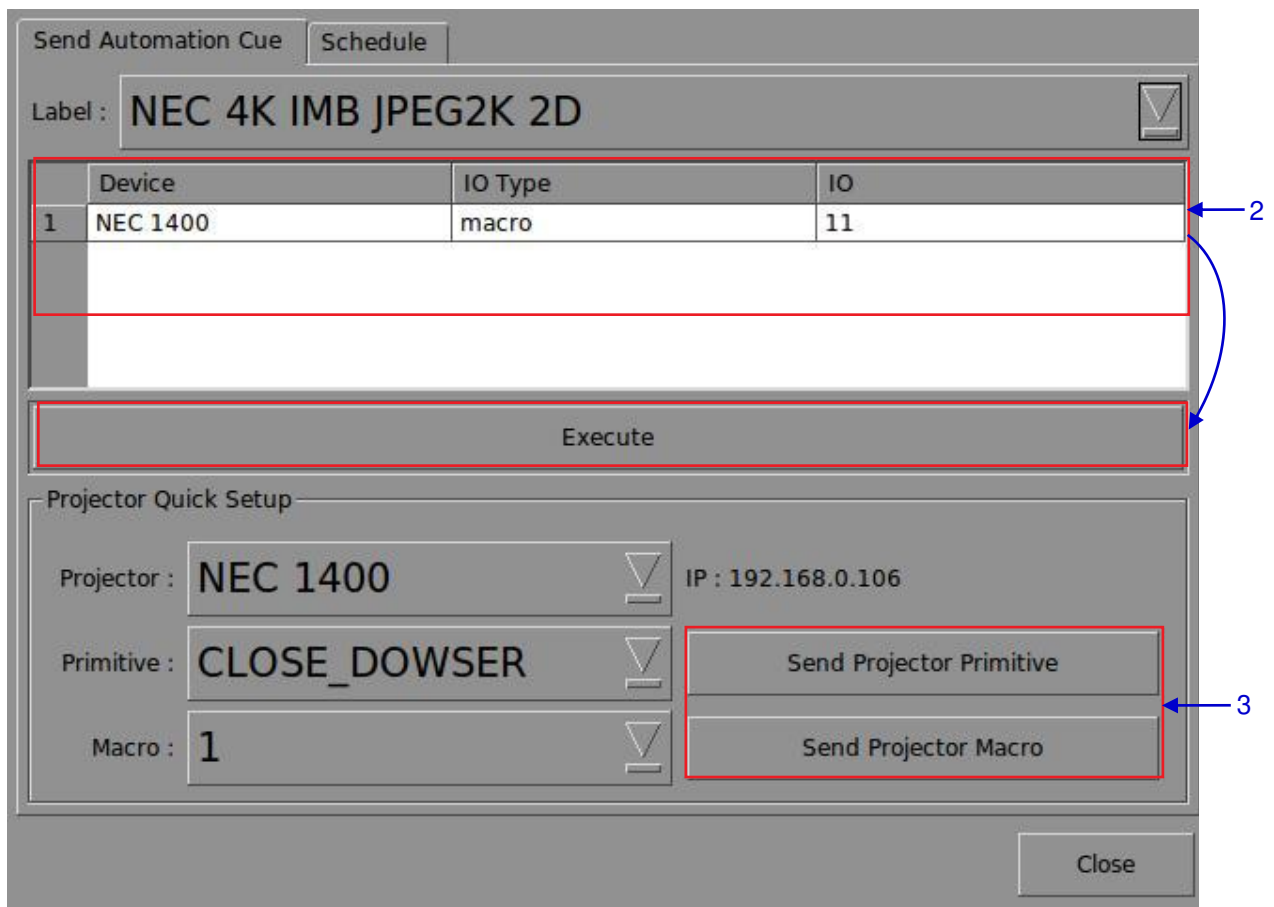 Send Automation Cue Schedule
Label : NEC 4K IMB JPEG2K 2D
Device IO Type IO
1 NEC 1400 macro 11
2
Execute
Projector Quick Setup
Projector : NEC 1400 IP : 192.168.0.106
Primitive : CLOSE_DOWSER Send Projector Primitive
3
Macro : 1 Send Projector Macro
Close